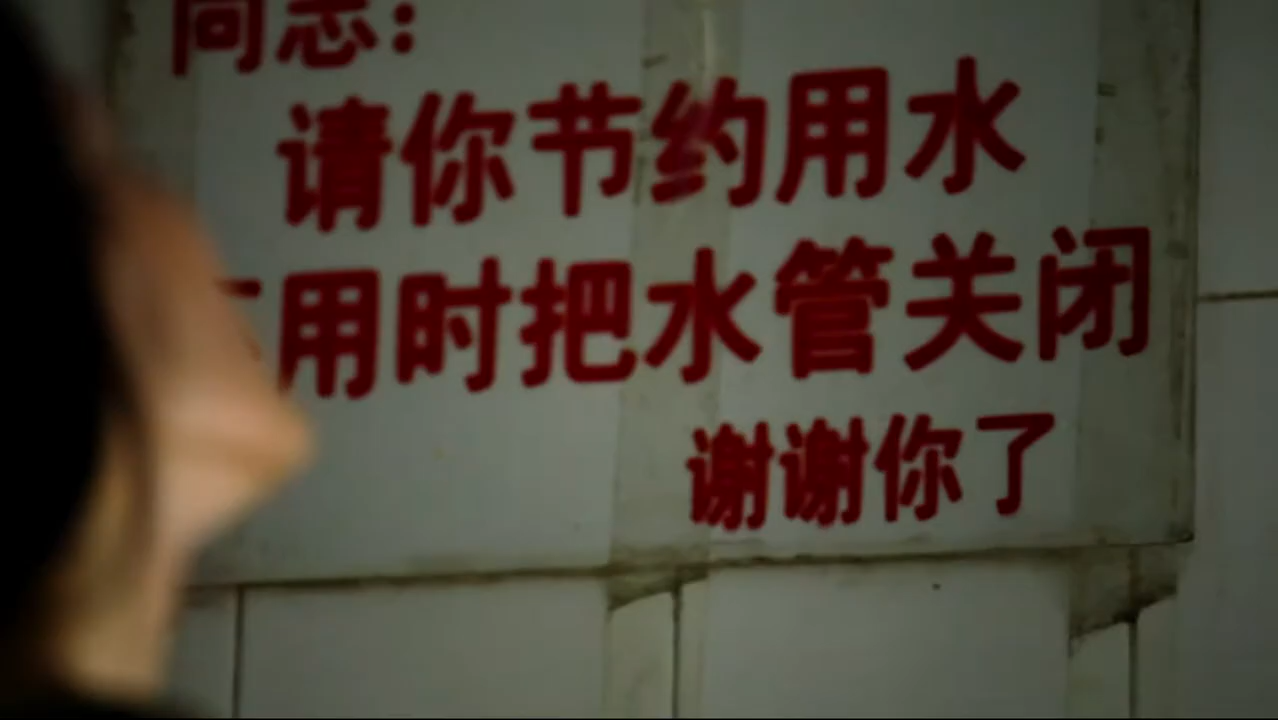 同志：
请你节约用水
用时把水管关闭
谢谢你了